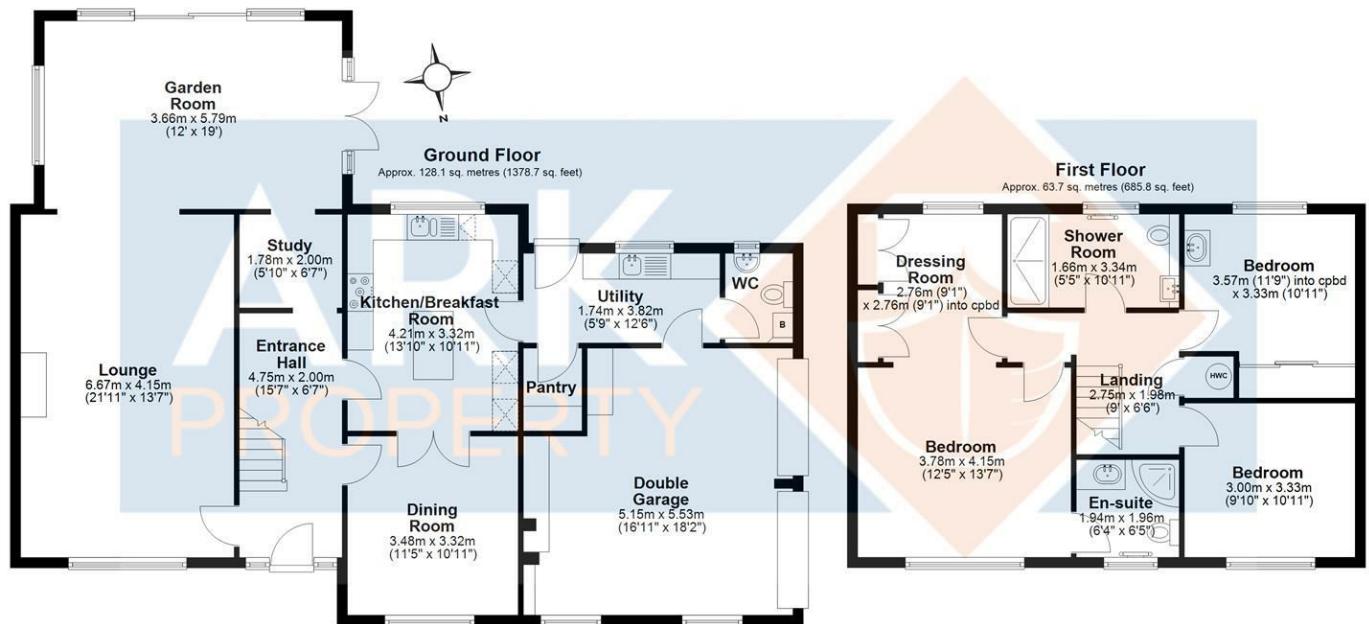 Garden
Room
3.66m x 5.79m
(12' x 19')
N
Ground Floor
Approx. 128.1 sq. metres (1378.7 sq. feet)
Study
1.78m x 2.00m
(5'10" x 6'7")
Kitchen/Breakfast
Room
4.21m x 3.32m
(13'10" x 10'11")
Utility
1.74m x 3.82m
(5'9" x 12'6")
WC
B
Lounge
6.67m x 4.15m
(21'11" x 13'7")
Entrance
Hall
4.75m x 2.00m
(15'7" x 6'7")
Pantry
Dining
Room
3.48m x 3.32m
(11'5" x 10'11")
Double
Garage
5.15m x 5.53m
(16'11" x 18'2")
First Floor
Approx. 63.7 sq. metres (685.8 sq. feet)
Dressing
Room
2.76m (9'1")
x 2.76m (9'1") into cpbd
Shower
Room
1.66m x 3.34m
(5'5" x 10'11")
Bedroom
3.57m (11'9") into cpbd
x 3.33m (10'11")
Landing
2.75m x 1.98m
(9' x 6'6")
HWC
Bedroom
3.78m x 4.15m
(12'5" x 13'7")
En-suite
1.94m x 1.96m
(6'4" x 6'5")
Bedroom
3.00m x 3.33m
(9'10" x 10'11")
ARK
PROPERTY